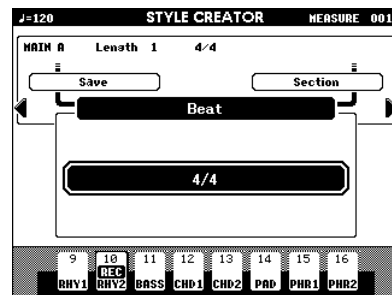 ♩=120 STYLE CREATOR MEASURE 001
MAIN A Length 1 4/4
Save Section
Beat
4/4
9 10 11 12 13 14 15 16
REC
RHY1 RHY2 BASS CHD1 CHD2 PAD PHR1 PHR2